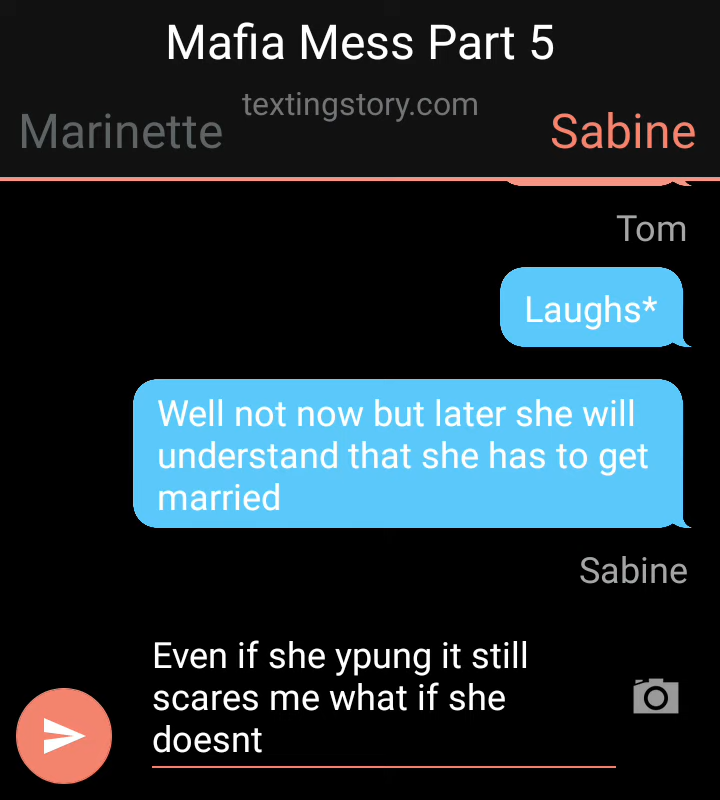 Mafia Mess Part 5
textingstory.com
Marinette
Sabine
Tom
Laughs*
Well not now but later she will
understand that she has to get
married
Sabine
Even if she ypung it still
scares me what if she
doesnt